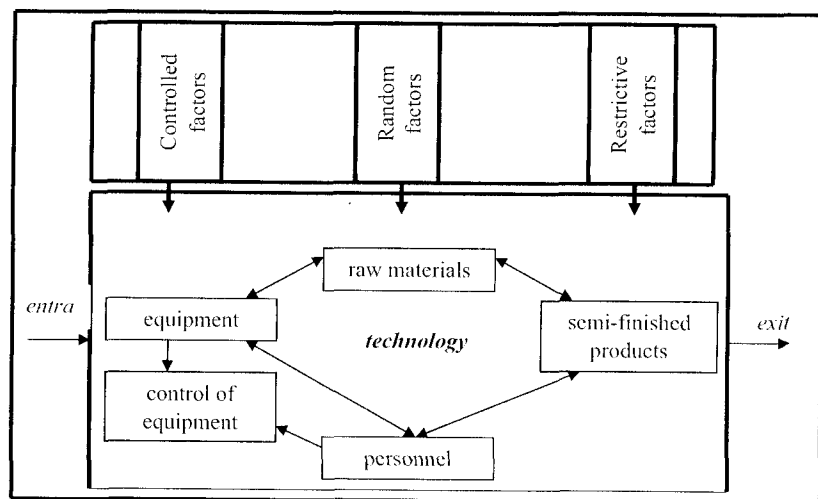 Controlled
factors
Random
factors
Restrictive
factors
raw materials
entra
equipment
technology
semi-finished
products
exit
control of
equipment
personnel